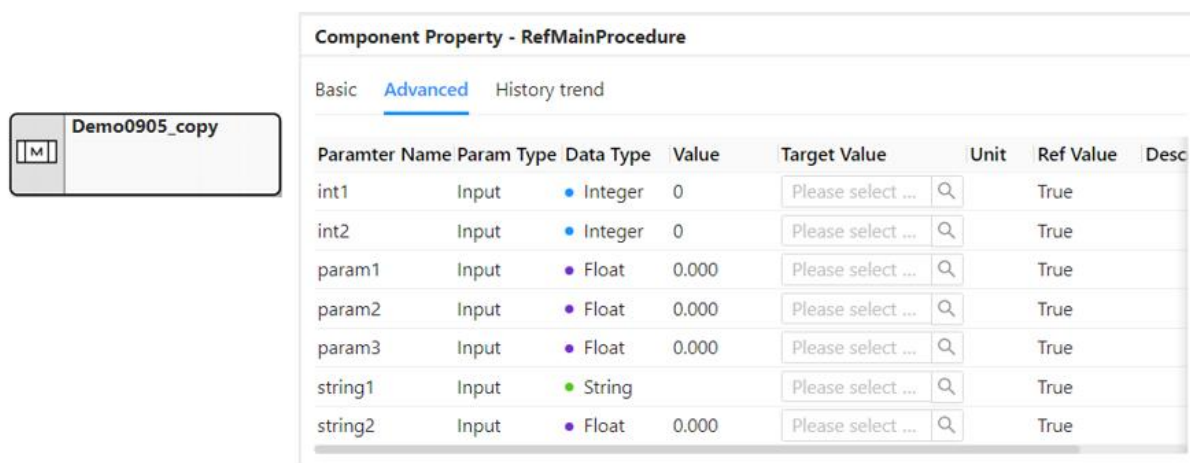 Component Property - RefMainProcedure
Basic Advanced History trend
Demo0905_copy
M
Paramter Name Param Type Data Type Value Target Value Unit Ref Value Desc
int1 Input Integer 0 Please select ... True
int2 Input Integer 0 Please select ... True
param1 Input Float 0.000 Please select ... True
param2 Input Float 0.000 Please select ... True
param3 Input Float 0.000 Please select ... True
string1 Input String Please select ... True
string2 Input Float 0.000 Please select ... True